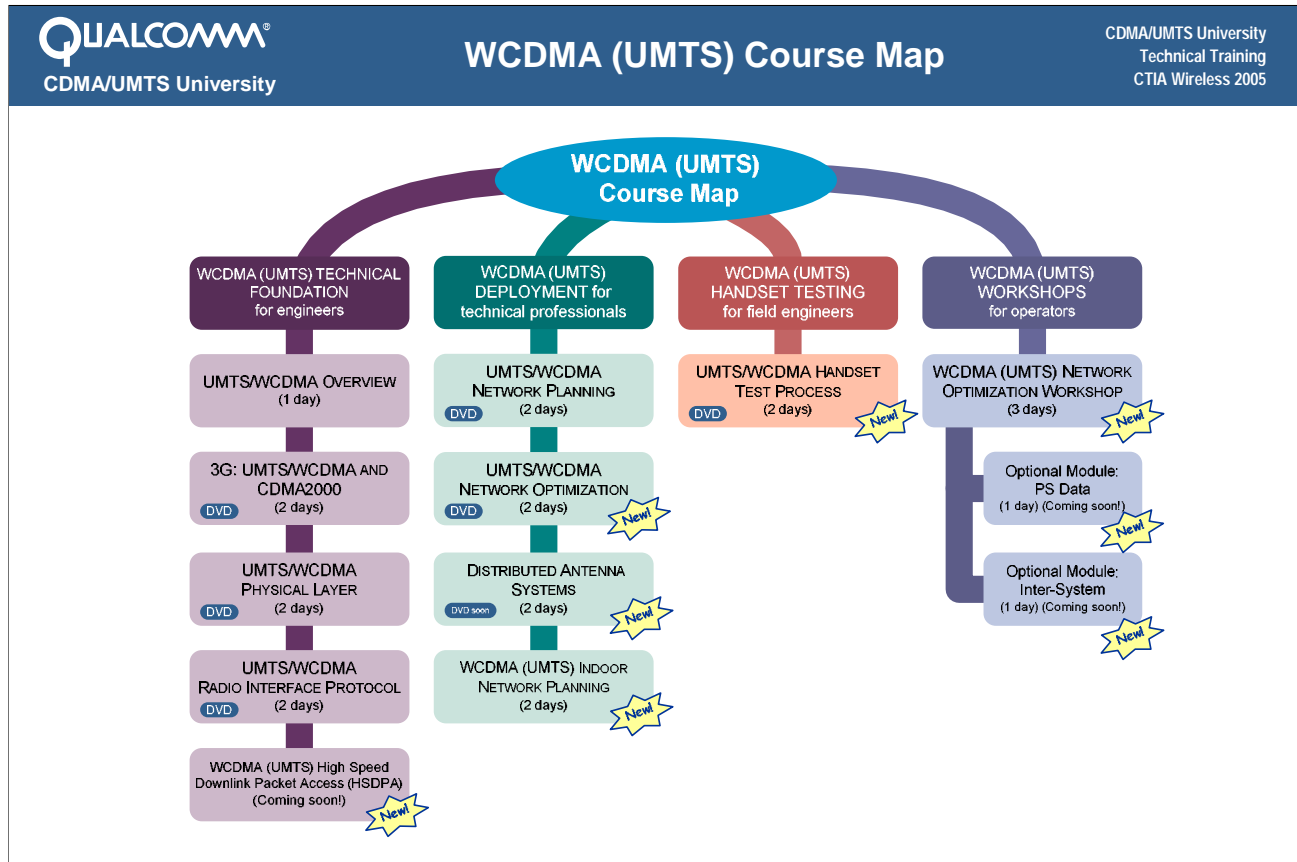 QUALCOMM®
CDMA/UMTS University
WCDMA (UMTS) Course Map
CDMA/UMTS University
Technical Training
CTIA Wireless 2005
WCDMA (UMTS)
Course Map
WCDMA (UMTS) TECHNICAL
FOUNDATION
for engineers
UMTS/WCDMA OVERVIEW
(1 day)
3G: UMTS/WCDMA AND
CDMA2000
DVD
(2 days)
UMTS/WCDMA
PHYSICAL LAYER
DVD
(2 days)
UMTS/WCDMA
RADIO INTERFACE PROTOCOL
DVD
(2 days)
WCDMA (UMTS) High Speed
Downlink Packet Access (HSDPA)
(Coming soon!)
New!
WCDMA (UMTS)
DEPLOYMENT for
technical professionals
UMTS/WCDMA
NETWORK PLANNING
DVD
(2 days)
UMTS/WCDMA
NETWORK OPTIMIZATION
DVD
(2 days)
New!
DISTRIBUTED ANTENNA
SYSTEMS
DVD soon
(2 days)
New!
WCDMA (UMTS) INDOOR
NETWORK PLANNING
(2 days)
New!
WCDMA (UMTS)
HANDSET TESTING
for field engineers
UMTS/WCDMA HANDSET
TEST PROCESS
DVD
(2 days)
New!
WCDMA (UMTS)
WORKSHOPS
for operators
WCDMA (UMTS) NETWORK
OPTIMIZATION WORKSHOP
(3 days)
New!
Optional Module:
PS Data
(1 day) (Coming soon!)
New!
Optional Module:
Inter-System
(1 day) (Coming soon!)
New!